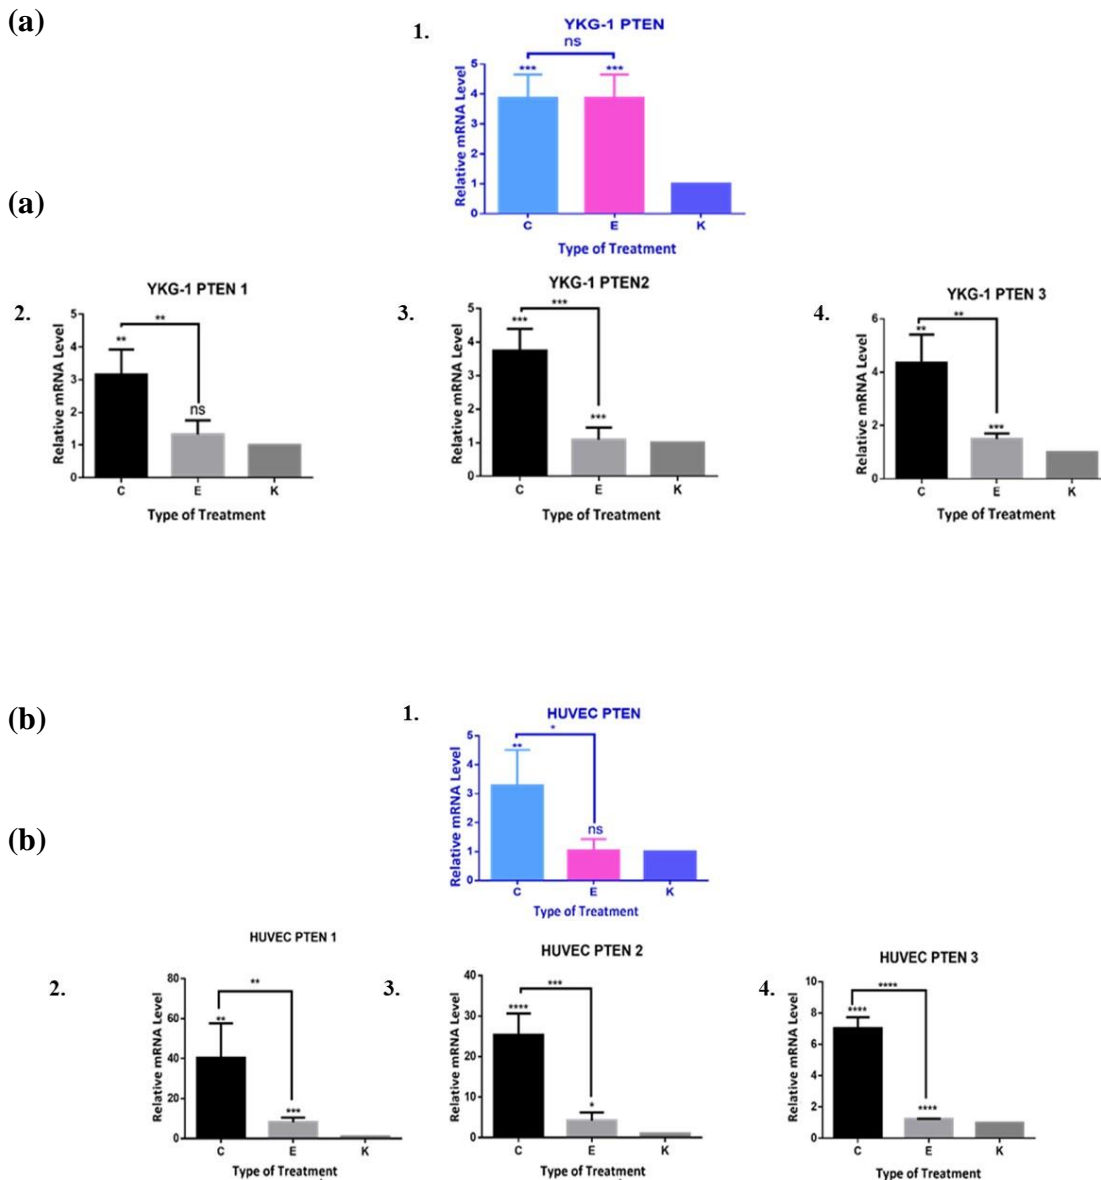 (a)
1.
YKG-1 PTEN
ns
*** ***
Relative mRNA Level
5
4
3
2
1
0
C E K
Type of Treatment
(a)
2.
YKG-1 PTEN 1
**
**
ns
Relative mRNA Level
5
4
3
2
1
0
C E K
Type of Treatment
3.
YKG-1 PTEN2
***
***
***
Relative mRNA Level
5
4
3
2
1
0
C E K
Type of Treatment
4.
YKG-1 PTEN 3
**
**
***
Relative mRNA Level
6
4
2
0
C E K
Type of Treatment
(b)
1.
HUVEC PTEN
*
**
ns
Relative mRNA Level
5
4
3
2
1
0
C E K
Type of Treatment
(b)
2.
HUVEC PTEN 1
**
**
***
Relative mRNA Level
80
60
40
20
0
C E K
Type of Treatment
3.
HUVEC PTEN 2
***
****
*
Relative mRNA Level
40
30
20
10
0
C E K
Type of Treatment
4.
HUVEC PTEN 3
****
****
****
Relative mRNA Level
10
8
6
4
2
0
C E K
Type of Treatment